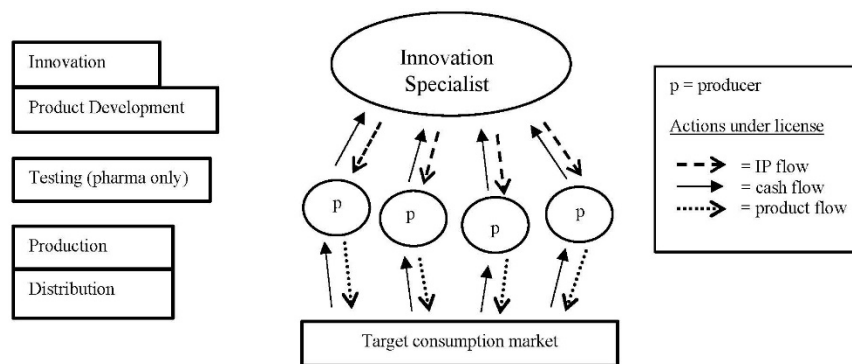 Innovation
Product Development
Testing (pharma only)
Production
Distribution
Innovation
Specialist
p
p
p
p
Target consumption market
p = producer
Actions under license
= IP flow
= cash flow
= product flow